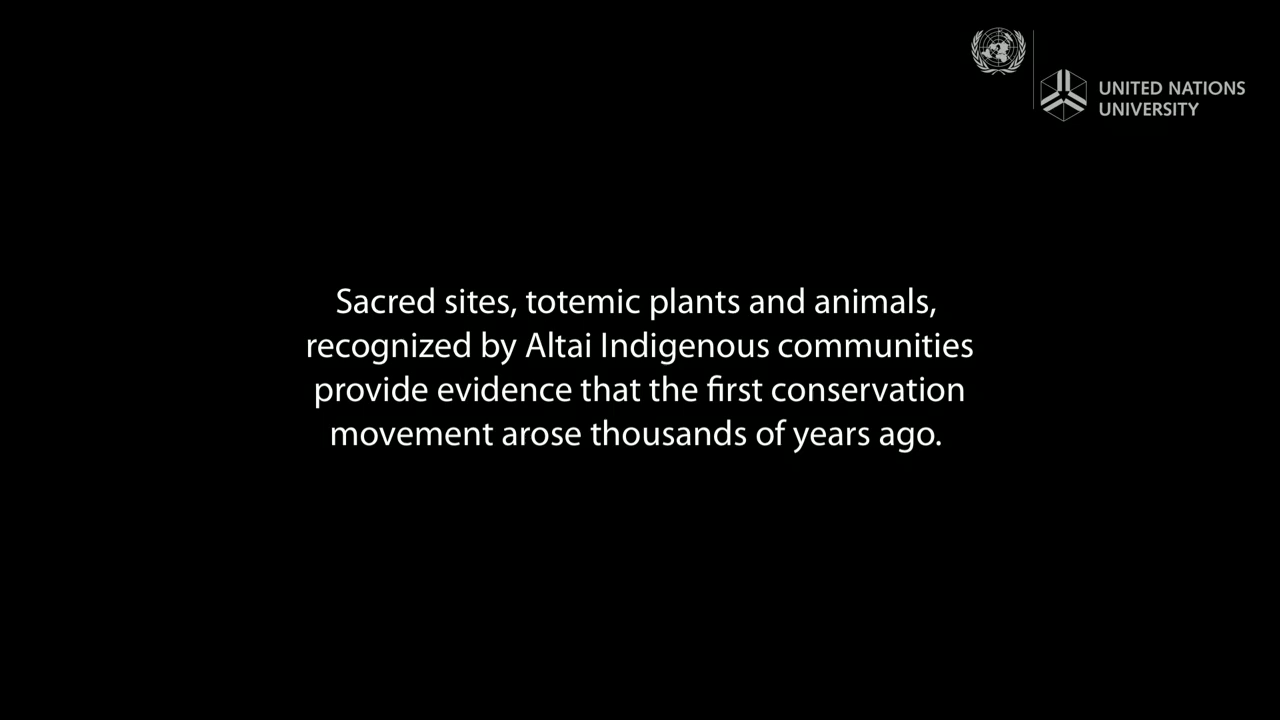 UNITED NATIONS
UNIVERSITY
Sacred sites, totemic plants and animals,
recognized by Altai Indigenous communities
provide evidence that the first conservation
movement arose thousands of years ago.